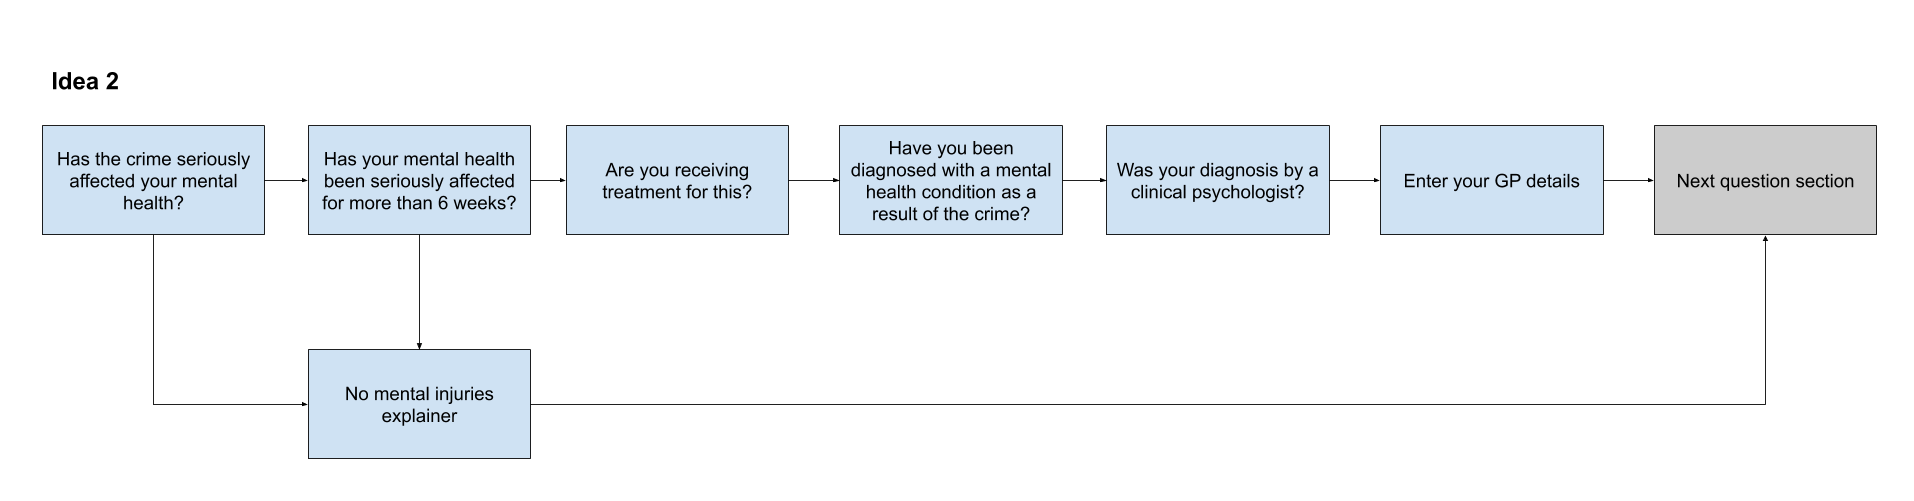 Idea 2
Has the crime seriously
affected your mental
health?
Has your mental health
been seriously affected
for more than 6 weeks?
Are you receiving
treatment for this?
Have you been
diagnosed with a mental
health condition as a
result of the crime?
Was your diagnosis by a
clinical psychologist?
Enter your GP details
Next question section
No mental injuries
explainer